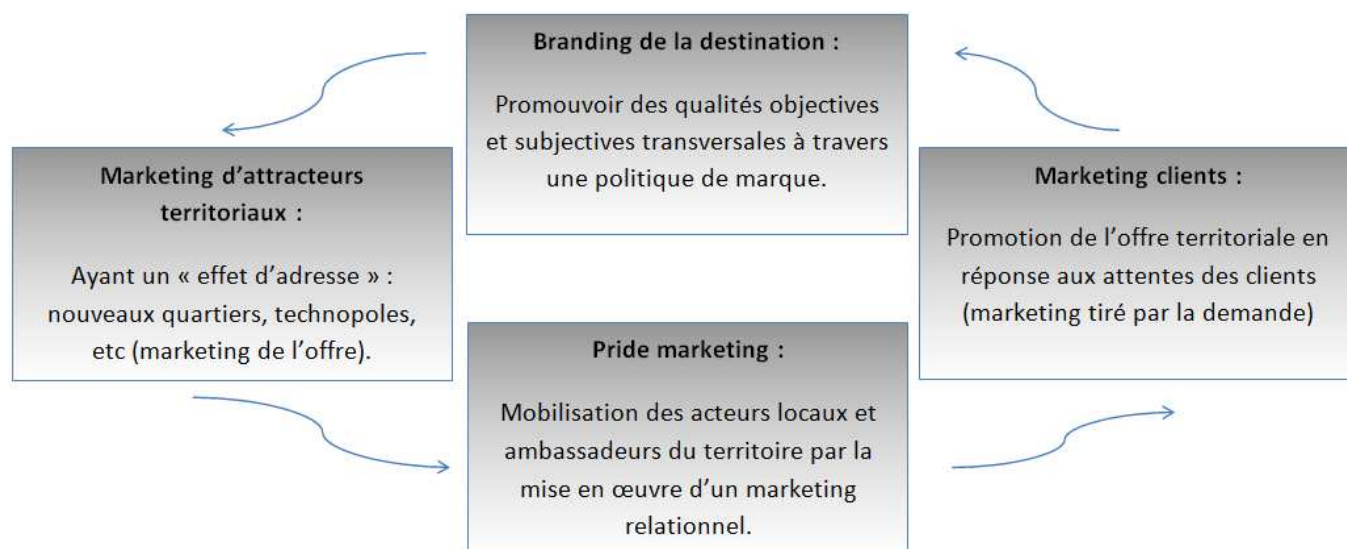 Branding de la destination :
Promouvoir des qualités objectives
et subjectives transversales à travers
une politique de marque.
Marketing d’attracteurs
territoriaux :
Ayant un « effet d’adresse » :
nouveaux quartiers, technopoles,
etc (marketing de l’offre).
Marketing clients :
Promotion de l’offre territoriale en
réponse aux attentes des clients
(marketing tiré par la demande)
Pride marketing :
Mobilisation des acteurs locaux et
ambassadeurs du territoire par la
mise en œuvre d’un marketing
relationnel.